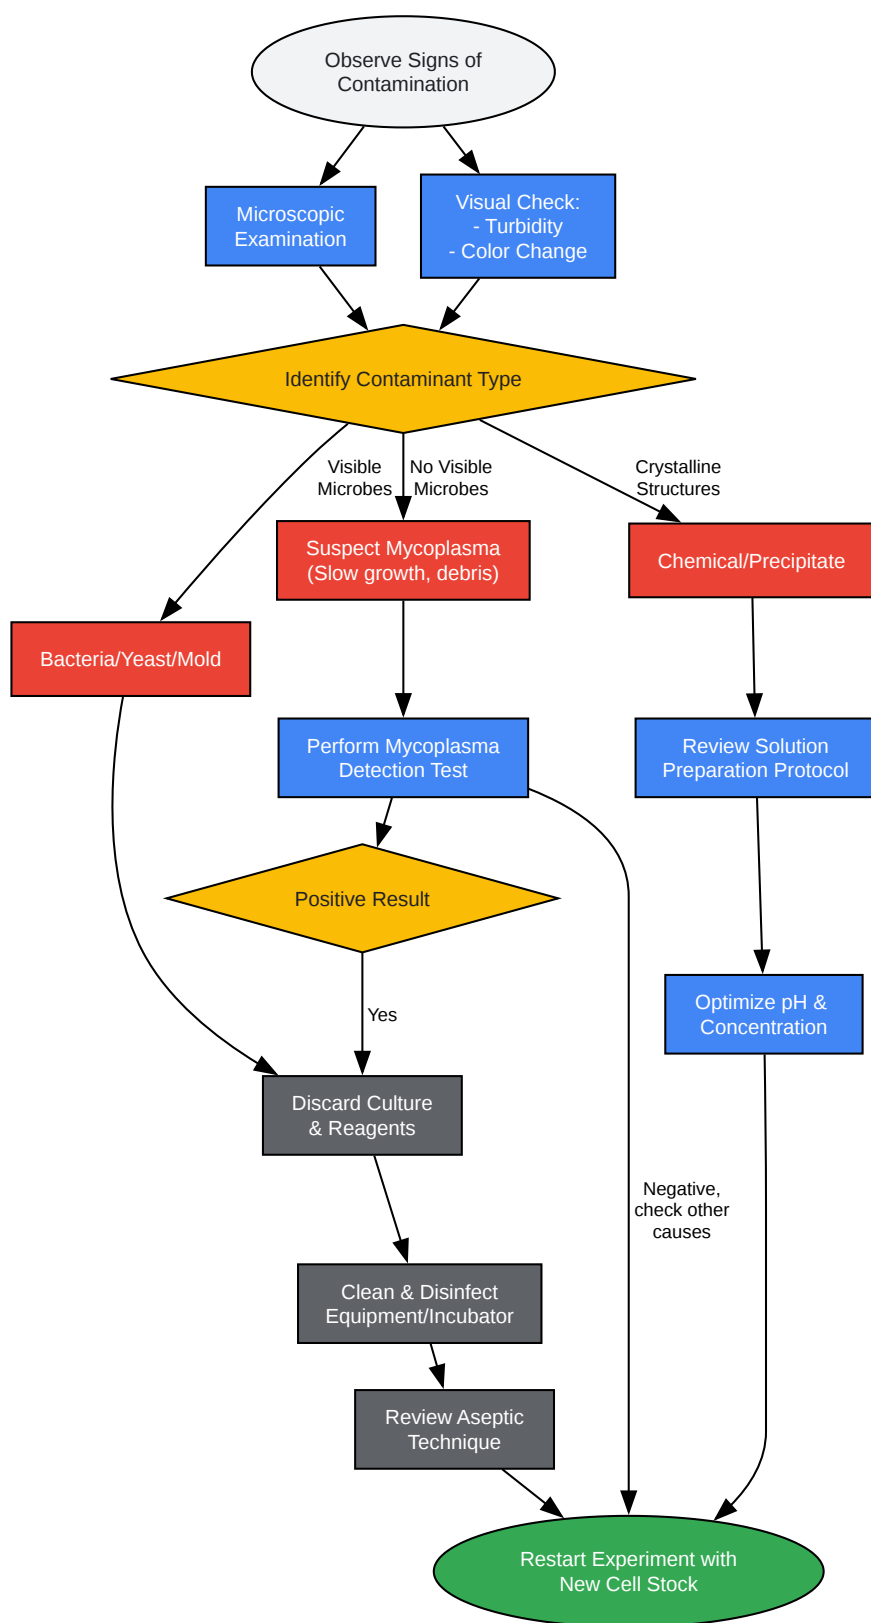 Observe Signs of
Contamination
Microscopic
Examination
Visual Check:
- Turbidity
- Color Change
Identify Contaminant Type
Visible
Microbes
No Visible
Microbes
Crystalline
Structures
Suspect Mycoplasma
(Slow growth, debris)
Chemical/Precipitate
Bacteria/Yeast/Mold
Perform Mycoplasma
Detection Test
Review Solution
Preparation Protocol
Positive Result
Yes
Optimize pH &
Concentration
Discard Culture
& Reagents
Negative,
check other
causes
Clean & Disinfect
Equipment/Incubator
Review Aseptic
Technique
Restart Experiment with
New Cell Stock